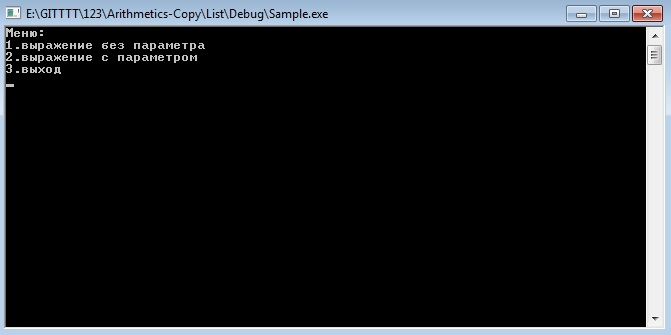 E:\GITTTT\123\Arithmetics-Copy\List\Debug\Sample.exe
Меню:
1.выражение без параметра
2.выражение с параметром
3.выход